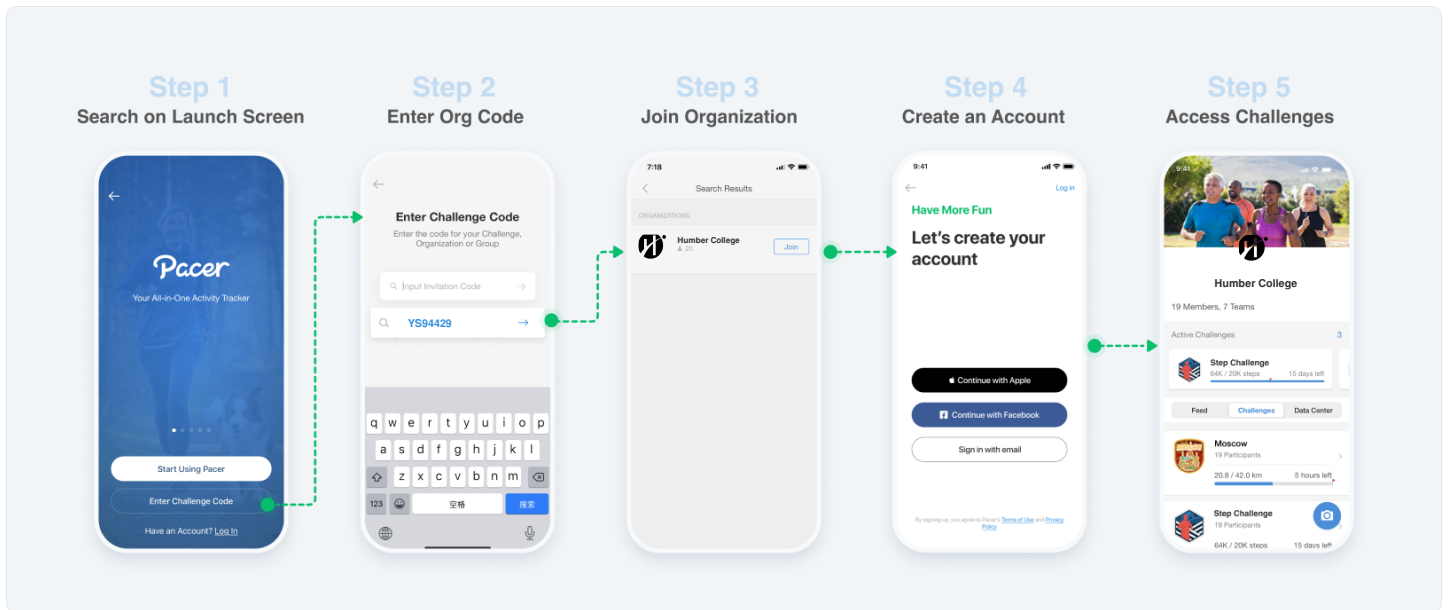 Step 1
Search on Launch Screen
Pacer
Your All-in-One Activity Tracker
Start Using Pacer
Enter Challenge Code
Have an Account? Log In
Step 2
Enter Org Code
Enter Challenge Code
Enter the code for your Challenge,
Organization or Group
Input Invitation Code
YS94429
q w e r t y u i o p
a s d f g h j k l
z x c v b n m
123 空格 搜索
Step 3
Join Organization
7:18
Search Results
ORGANIZATIONS
Humber College
20
Join
Step 4
Create an Account
9:41
Log in
Have More Fun
Let's create your
account
Continue with Apple
Continue with Facebook
Sign in with email
By signing up, you agree to Pacer's Terms of Use and Privacy
Policy
Step 5
Access Challenges
9:41
Humber College
19 Members, 7 Teams
Active Challenges 3
Step Challenge
64K / 20K steps 15 days left
Feed Challenges Data Center
Moscow
19 Participants
20.8 / 42.0 km 5 hours left
Step Challenge
19 Participants
64K / 20K steps 15 days left